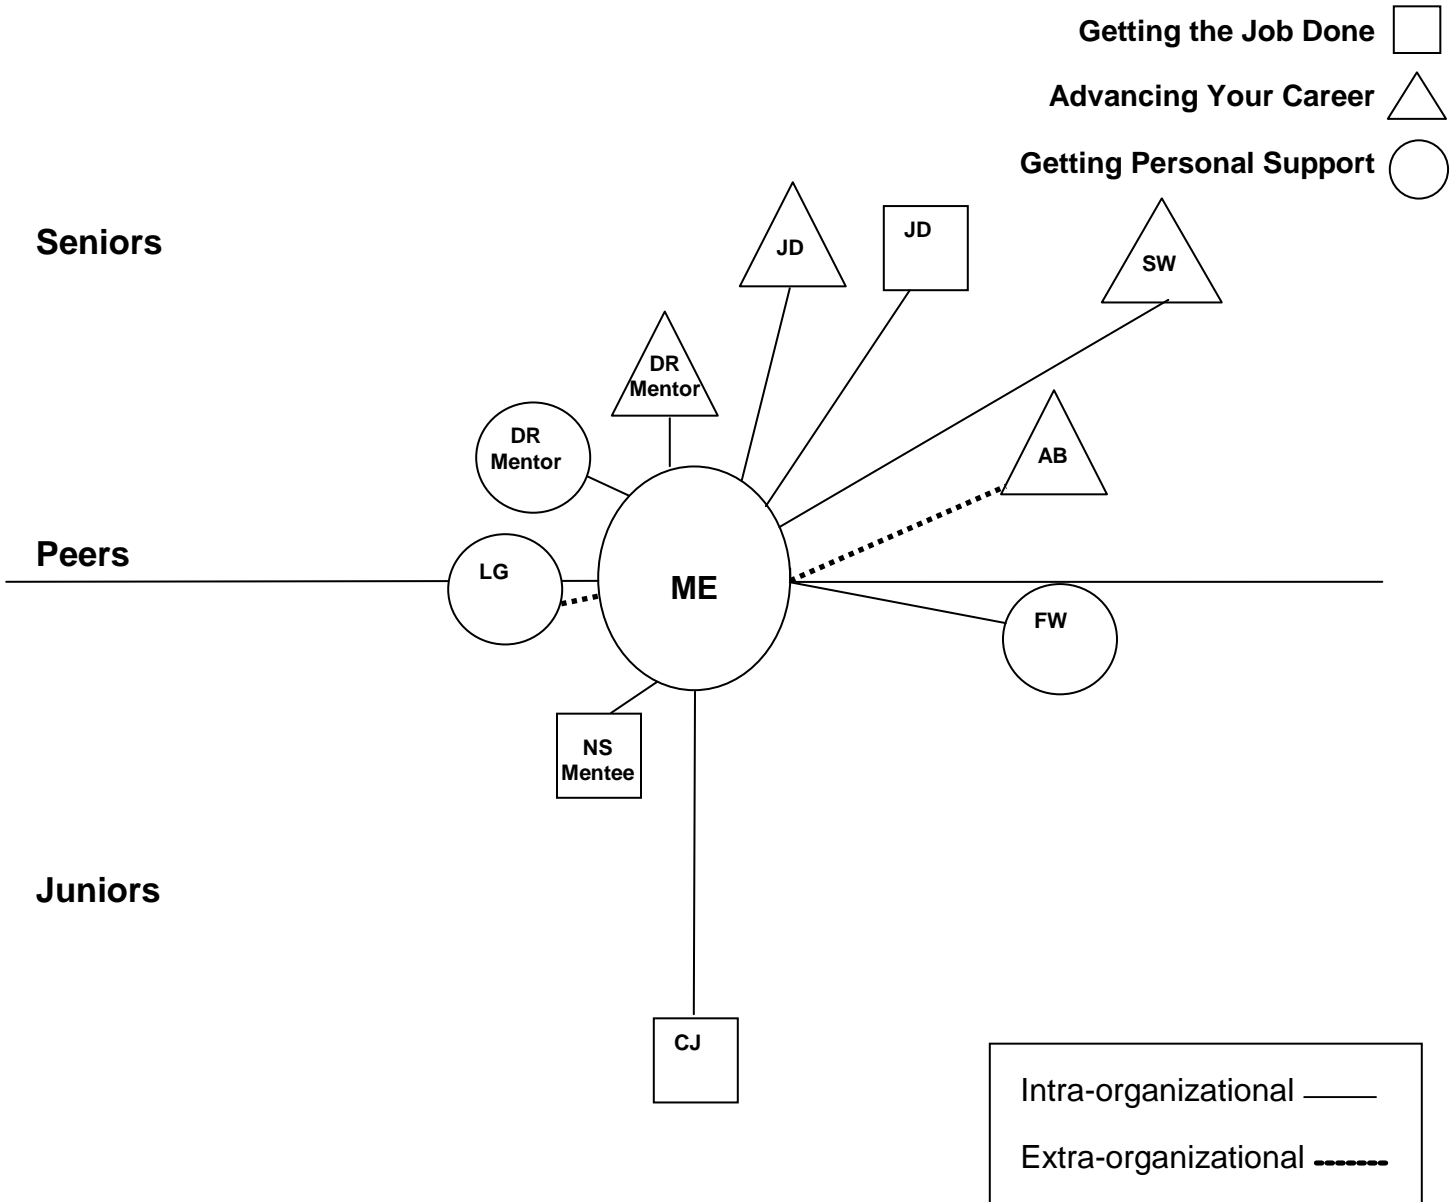 Getting the Job Done
Advancing Your Career
Getting Personal Support
Seniors
JD
JD
SW
DR
Mentor
DR
Mentor
AB
Peers
LG
ME
FW
NS
Mentee
Juniors
CJ
Intra-organizational
Extra-organizational